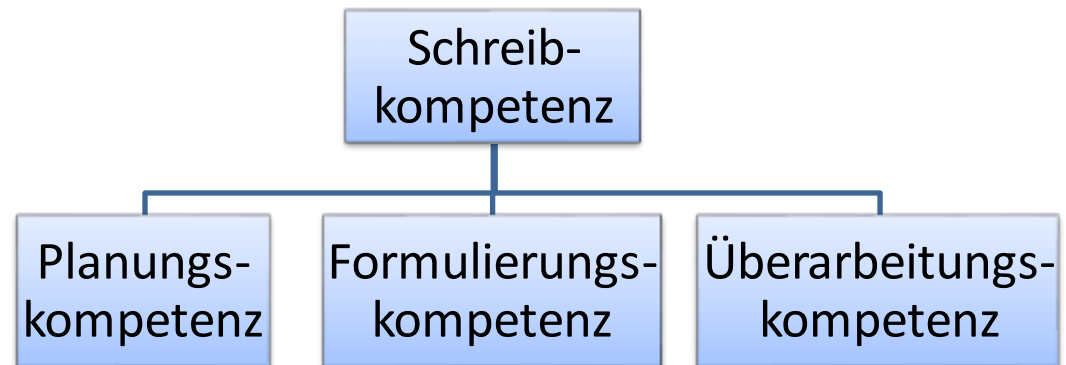 Schreib-
kompetenz
Planungs-
kompetenz
Formulierungs-
kompetenz
Überarbeitungs-
kompetenz